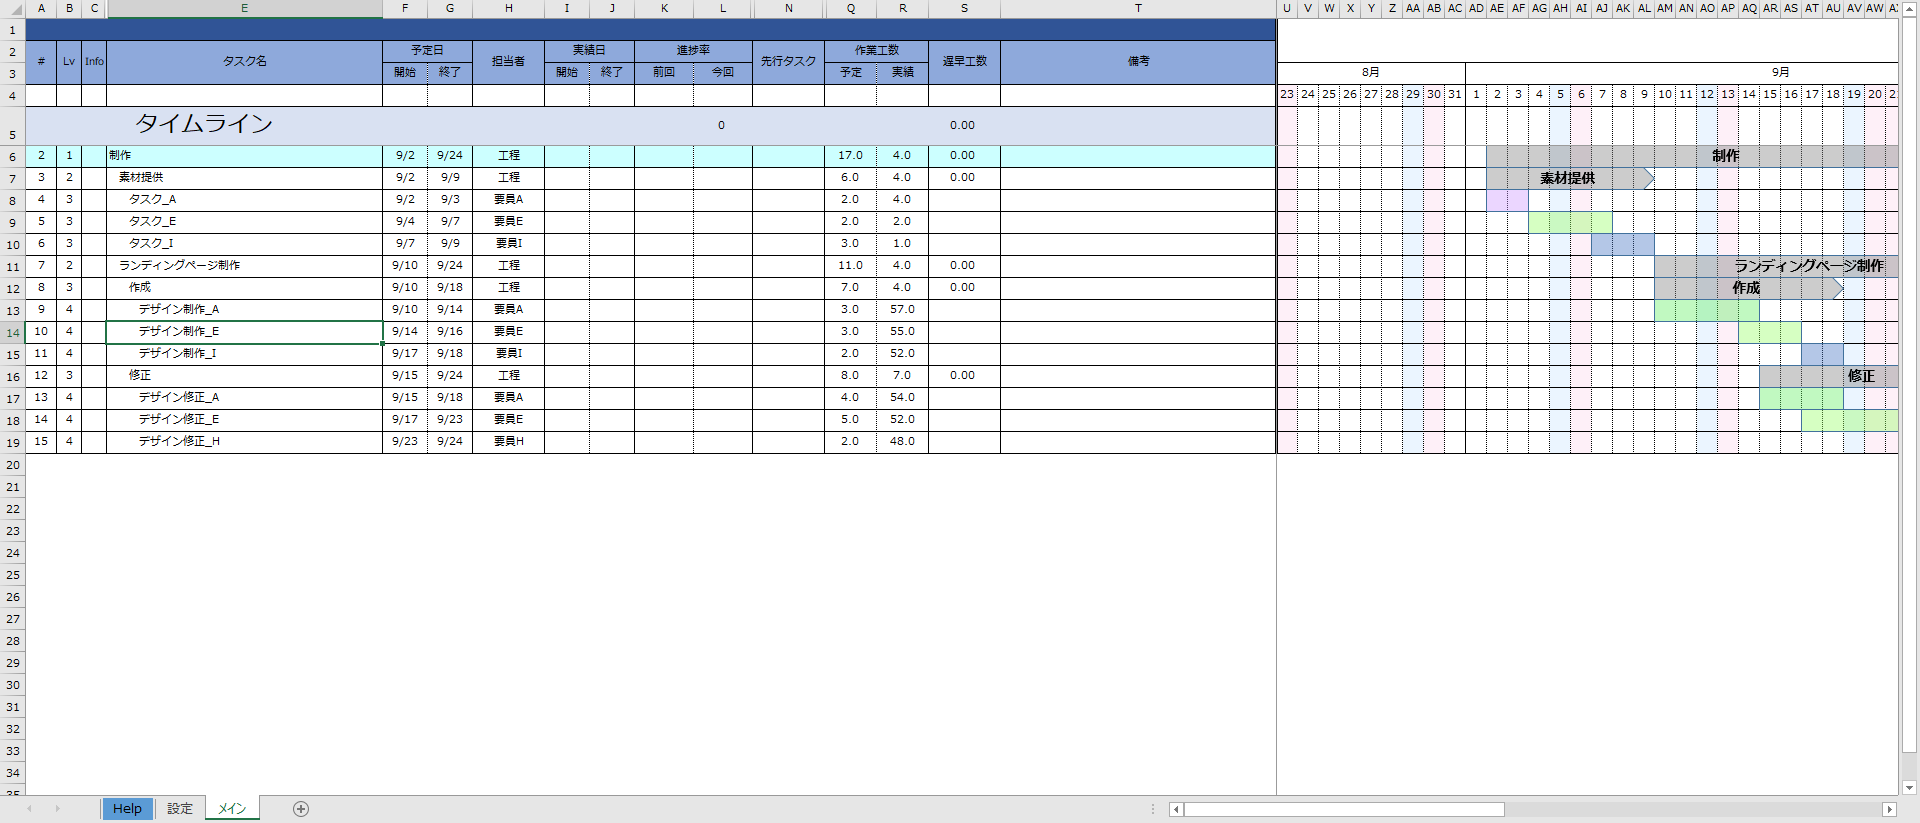 A B C E F G H I J K L N Q R S T U V W X Y Z AA AB AC AD AE AF AG AH AI AJ AK AL AM AN AO AP AQ AR AS AT AU AV AW
1
2 # Lv Info タスク名 予定日 担当者 実績日 進捗率 先行タスク 作業工数 遅早工数 備考
3 開始 終了 開始 終了 前回 今回 予定 実績 8月 9月
4 23 24 25 26 27 28 29 30 31 1 2 3 4 5 6 7 8 9 10 11 12 13 14 15 16 17 18 19 20
5 タイムライン 0 0.00
6 2 1 制作 9/2 9/24 工程 17.0 4.0 0.00 制作
7 3 2 素材提供 9/2 9/9 工程 6.0 4.0 0.00 素材提供
8 4 3 タスク_A 9/2 9/3 要員A 2.0 4.0
9 5 3 タスク_E 9/4 9/7 要員E 2.0 2.0
10 6 3 タスク_I 9/7 9/9 要員I 3.0 1.0
11 7 2 ランディングページ制作 9/10 9/24 工程 11.0 4.0 0.00 ランディングページ制作
12 8 3 作成 9/10 9/18 工程 7.0 4.0 0.00 作成
13 9 4 デザイン制作_A 9/10 9/14 要員A 3.0 57.0
14 10 4 デザイン制作_E 9/14 9/16 要員E 3.0 55.0
15 11 4 デザイン制作_I 9/17 9/18 要員I 2.0 52.0
16 12 3 修正 9/15 9/24 工程 8.0 7.0 0.00 修正
17 13 4 デザイン修正_A 9/15 9/18 要員A 4.0 54.0
18 14 4 デザイン修正_E 9/17 9/23 要員E 5.0 52.0
19 15 4 デザイン修正_H 9/23 9/24 要員H 2.0 48.0
20
21
22
23
24
25
26
27
28
29
30
31
32
33
34
35
Help 設定 メイン